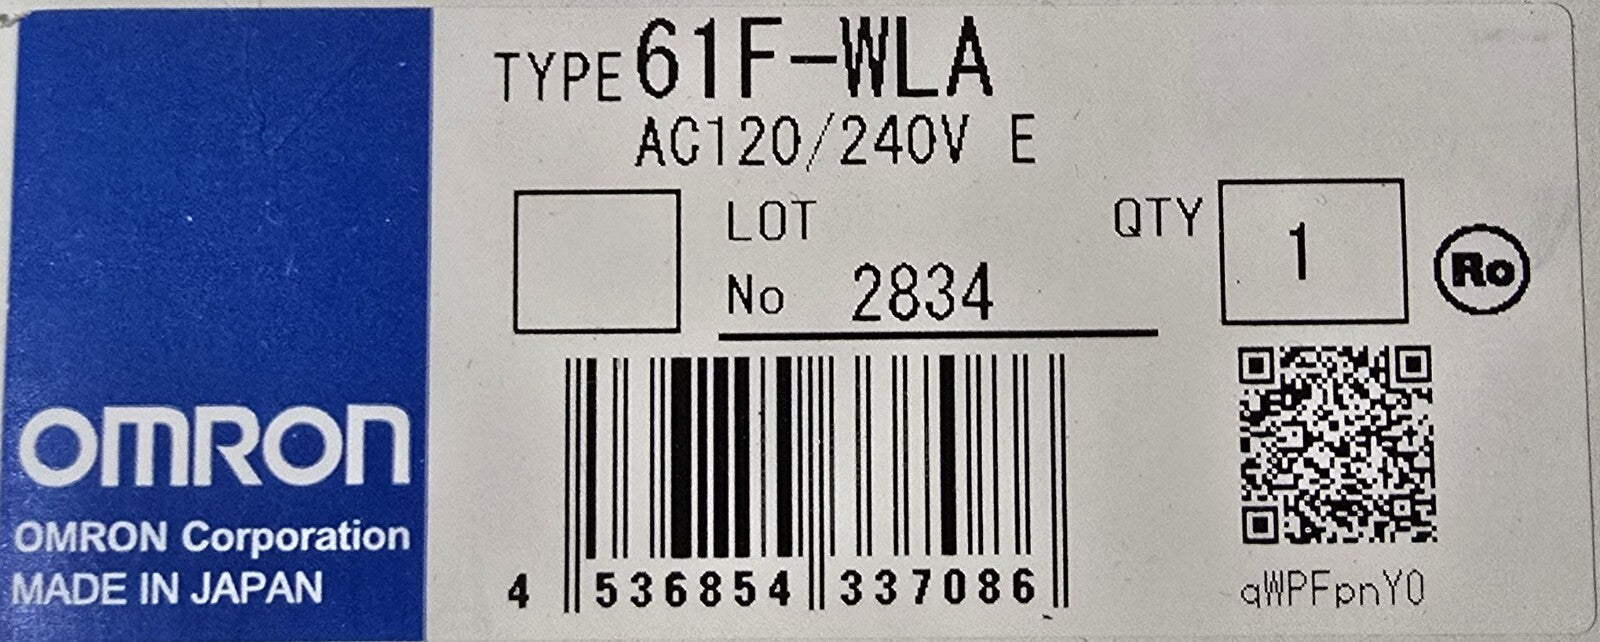 TYPE 61F-WLA
AC120/240V E
LOT
No 2834
QTY 1
Ro
OMRON
OMRON Corporation
MADE IN JAPAN
4 536854 337086
qWPFpnY0